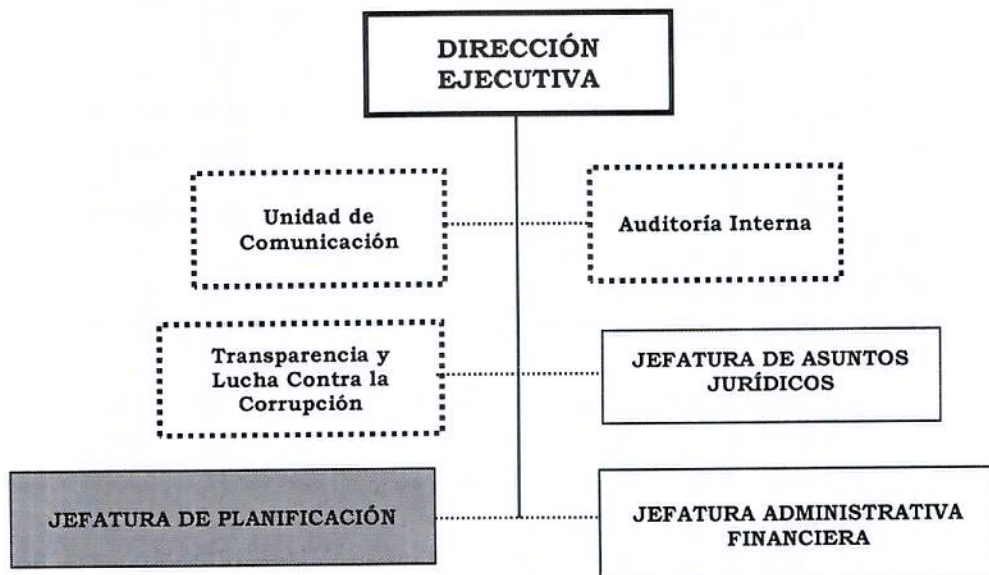 DIRECCIÓN
EJECUTIVA
Unidad de
Comunicación
Auditoría Interna
Transparencia y
Lucha Contra la
Corrupción
JEFATURA DE ASUNTOS
JURÍDICOS
JEFATURA DE PLANIFICACIÓN
JEFATURA ADMINISTRATIVA
FINANCIERA